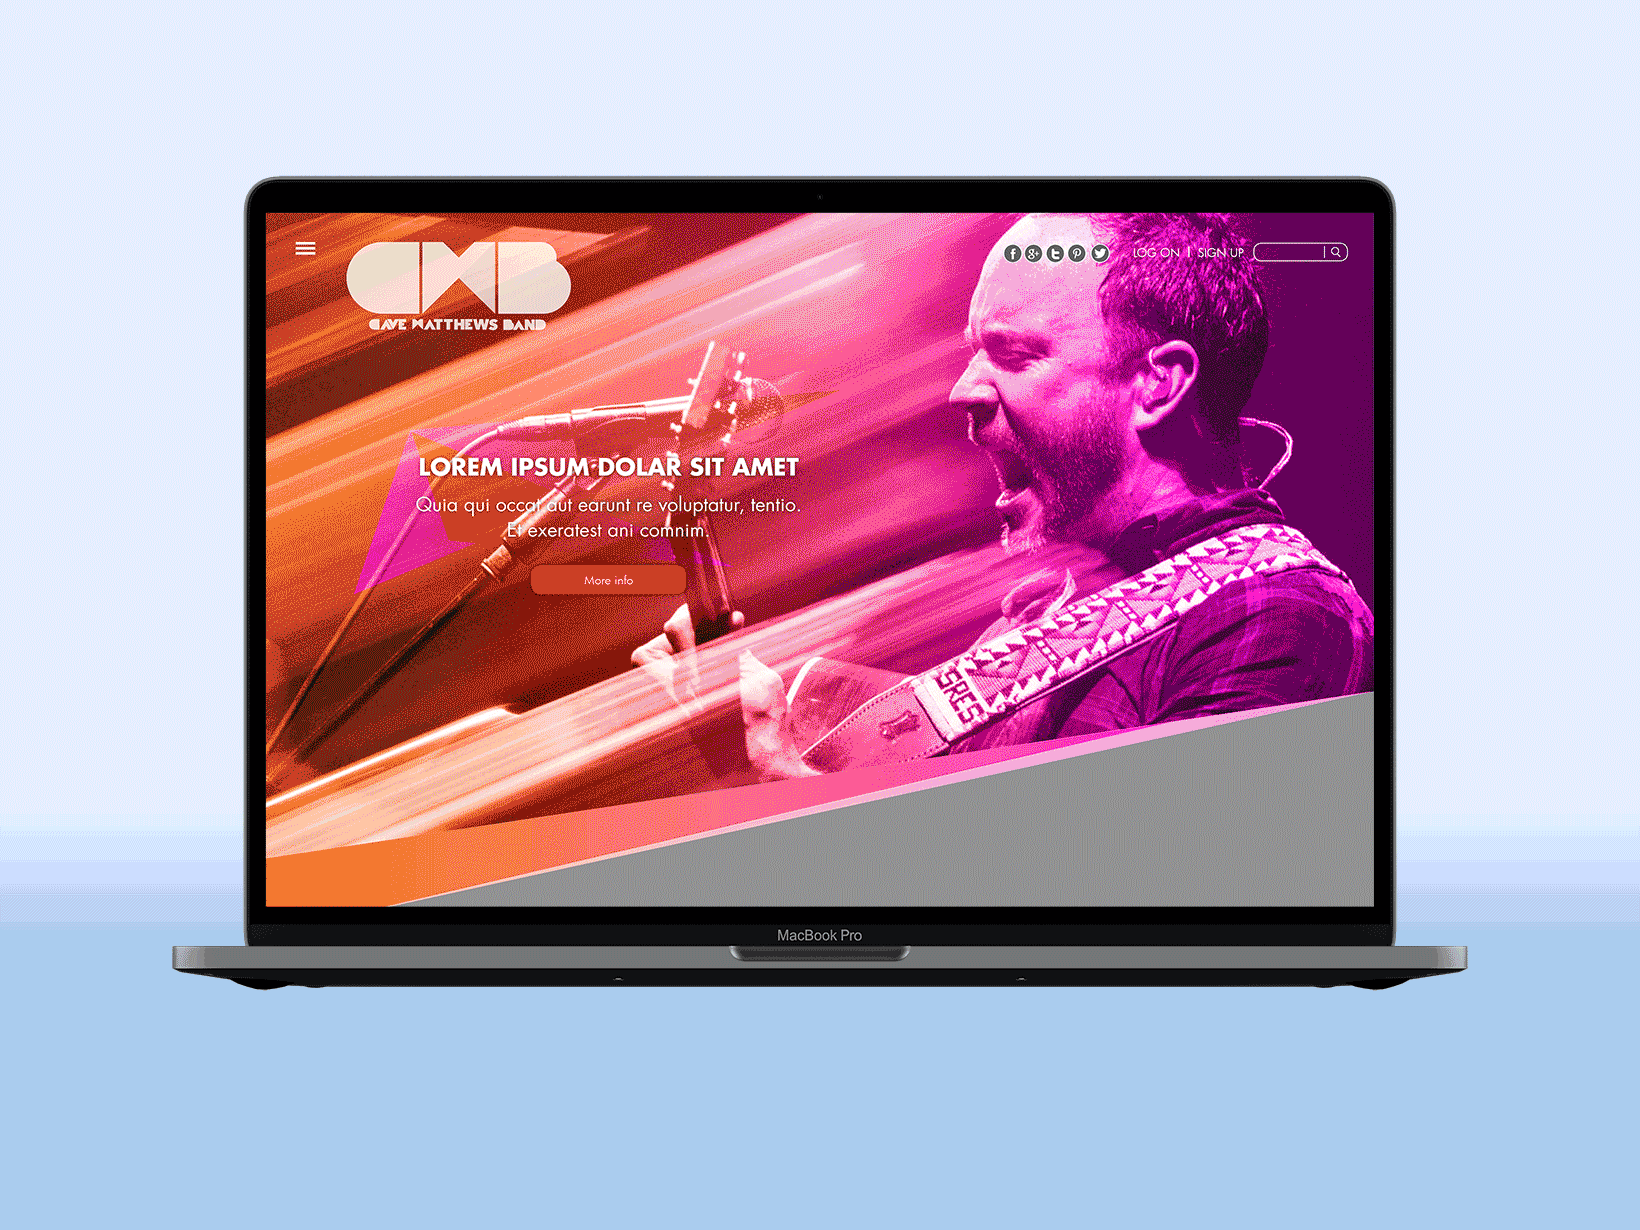 DMB
DAVE MATTHEWS BAND
f g+ t p
LOG ON | SIGN UP
LOREM IPSUM DOLAR SIT AMET
Quia qui occat aut earunt re voluptatur, tentio.
Et exeratest ani comnim.
More info
SRES
MacBook Pro